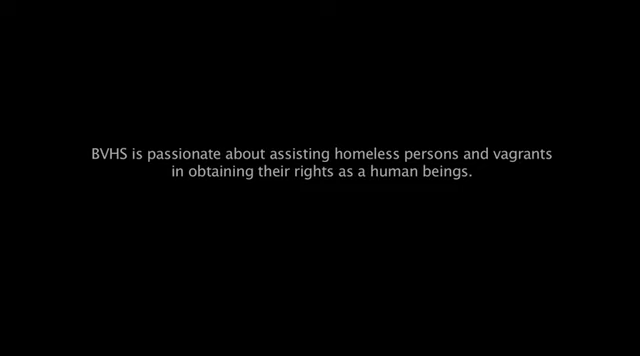 BVHS is passionate about assisting homeless persons and vagrants
in obtaining their rights as a human beings.